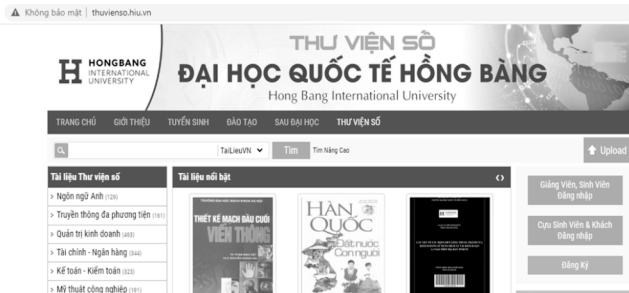 Không bảo mật | thuvienso.hiu.vn
THƯ VIỆN SỐ
HONGBANG
INTERNATIONAL
UNIVERSITY
ĐẠI HỌC QUỐC TẾ HỒNG BÀNG
Hong Bang International University
TRANG CHỦ GIỚI THIỆU TUYỂN SINH ĐÀO TẠO SAU ĐẠI HỌC THƯ VIỆN SỐ
TaiLieuVN Tìm Tìm Nâng Cao Upload
Tài liệu Thư viện số
Ngôn ngữ Anh (129)
Truyền thông đa phương tiện (161)
Quản trị kinh doanh (493)
Tài chính - Ngân hàng (344)
Kế toán - Kiểm toán (323)
Mỹ thuật công nghiệp (191)
Tài liệu nổi bật
THIẾT KẾ MẠCH ĐẦU CUỐI
VIỄN THÔNG
HÀN
QUỐC
Đất nước
Con người
Giảng Viên, Sinh Viên
Đăng nhập
Cựu Sinh Viên & Khách
Đăng nhập
Đăng Ký